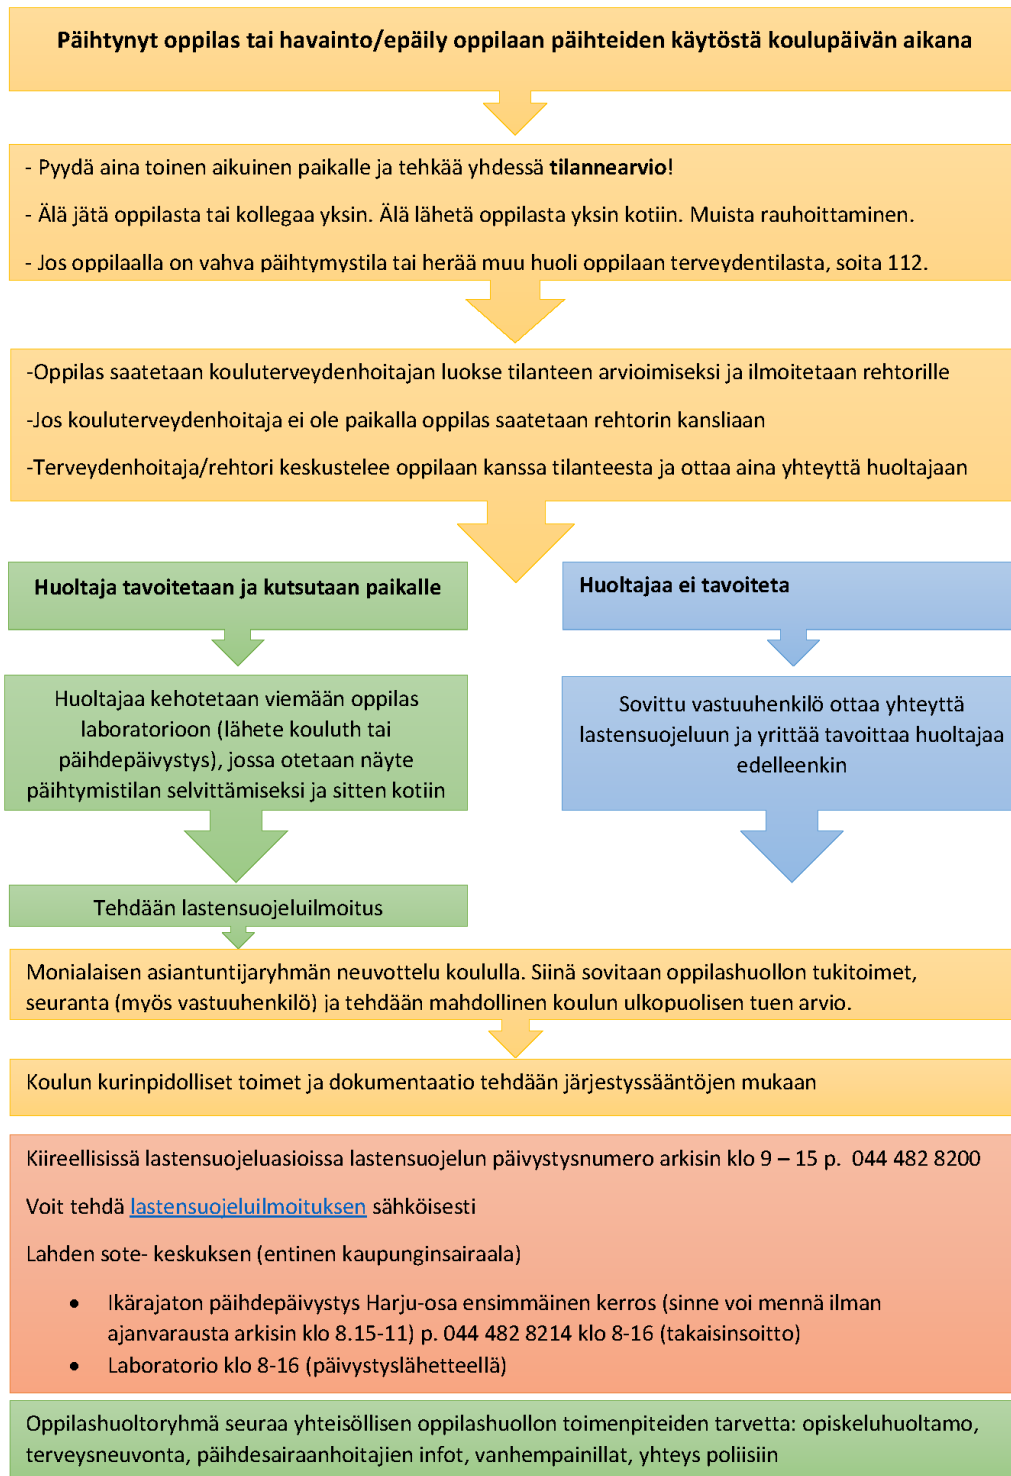 Päihtynyt oppilas tai havainto/epäily oppilaan päihteiden käytöstä koulupäivän aikana
- Pyydä aina toinen aikuinen paikalle ja tehkää yhdessä tilannearvio!
- Älä jätä oppilasta tai kollegaa yksin. Älä lähetä oppilasta yksin kotiin. Muista rauhoittaminen.
- Jos oppilaalla on vahva päihtymystila tai herää muu huoli oppilaan terveydentilasta, soita 112.
-Oppilas saatetaan kouluterveydenhoitajan luokse tilanteen arvioimiseksi ja ilmoitetaan rehtorille
-Jos kouluterveydenhoitaja ei ole paikalla oppilas saatetaan rehtorin kansliaan
-Terveydenhoitaja/rehtori keskustelee oppilaan kanssa tilanteesta ja ottaa aina yhteyttä huoltajaan
Huoltaja tavoitetaan ja kutsutaan paikalle
Huoltajaa kehotetaan viemään oppilas
laboratorioon (lähete kouluth tai
päihdepäivystys), jossa otetaan näyte
päihtymistilan selvittämiseksi ja sitten kotiin
Tehdään lastensuojeluilmoitus
Huoltajaa ei tavoiteta
Sovittu vastuuhenkilö ottaa yhteyttä
lastensuojeluun ja yrittää tavoittaa huoltajaa
edelleenkin
Monialaisen asiantuntijaryhmän neuvottelu koululla. Siinä sovitaan oppilashuollon tukitoimet,
seuranta (myös vastuuhenkilö) ja tehdään mahdollinen koulun ulkopuolisen tuen arvio.
Koulun kurinpidolliset toimet ja dokumentaatio tehdään järjestyssääntöjen mukaan
Kiireellisissä lastensuojeluasioissa lastensuojelun päivystysnumero arkisin klo 9 – 15 p. 044 482 8200
Voit tehdä lastensuojeluilmoituksen sähköisesti
Lahden sote- keskuksen (entinen kaupunginsairaala)
• Ikärajaton päihdepäivystys Harju-osa ensimmäinen kerros (sinne voi mennä ilman
ajanvarausta arkisin klo 8.15-11) p. 044 482 8214 klo 8-16 (takaisinsoitto)
• Laboratorio klo 8-16 (päivystyslähetteellä)
Oppilashuoltoryhmä seuraa yhteisöllisen oppilashuollon toimenpiteiden tarvetta: opiskeluhuoltamo,
terveysneuvonta, päihdesairaanhoitajien infot, vanhempainillat, yhteys poliisiin